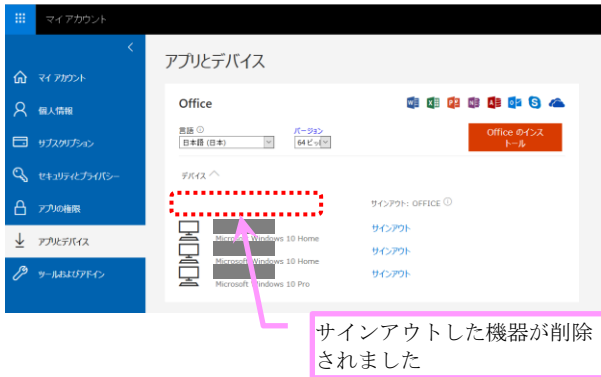 マイ アカウント
アプリとデバイス
マイ アカウント
個人情報
サブスクリプション
セキュリティとプライバシー
アプリの権限
アプリとデバイス
ツールおよびアドイン
Office
言語
バージョン
日本語 (日本)
64 ビッ
Office のインス
トール
デバイス
サインアウト: OFFICE
サインアウト
Microsoft Windows 10 Home
サインアウト
Microsoft Windows 10 Home
サインアウト
Microsoft Windows 10 Pro
サインアウトした機器が削除
されました